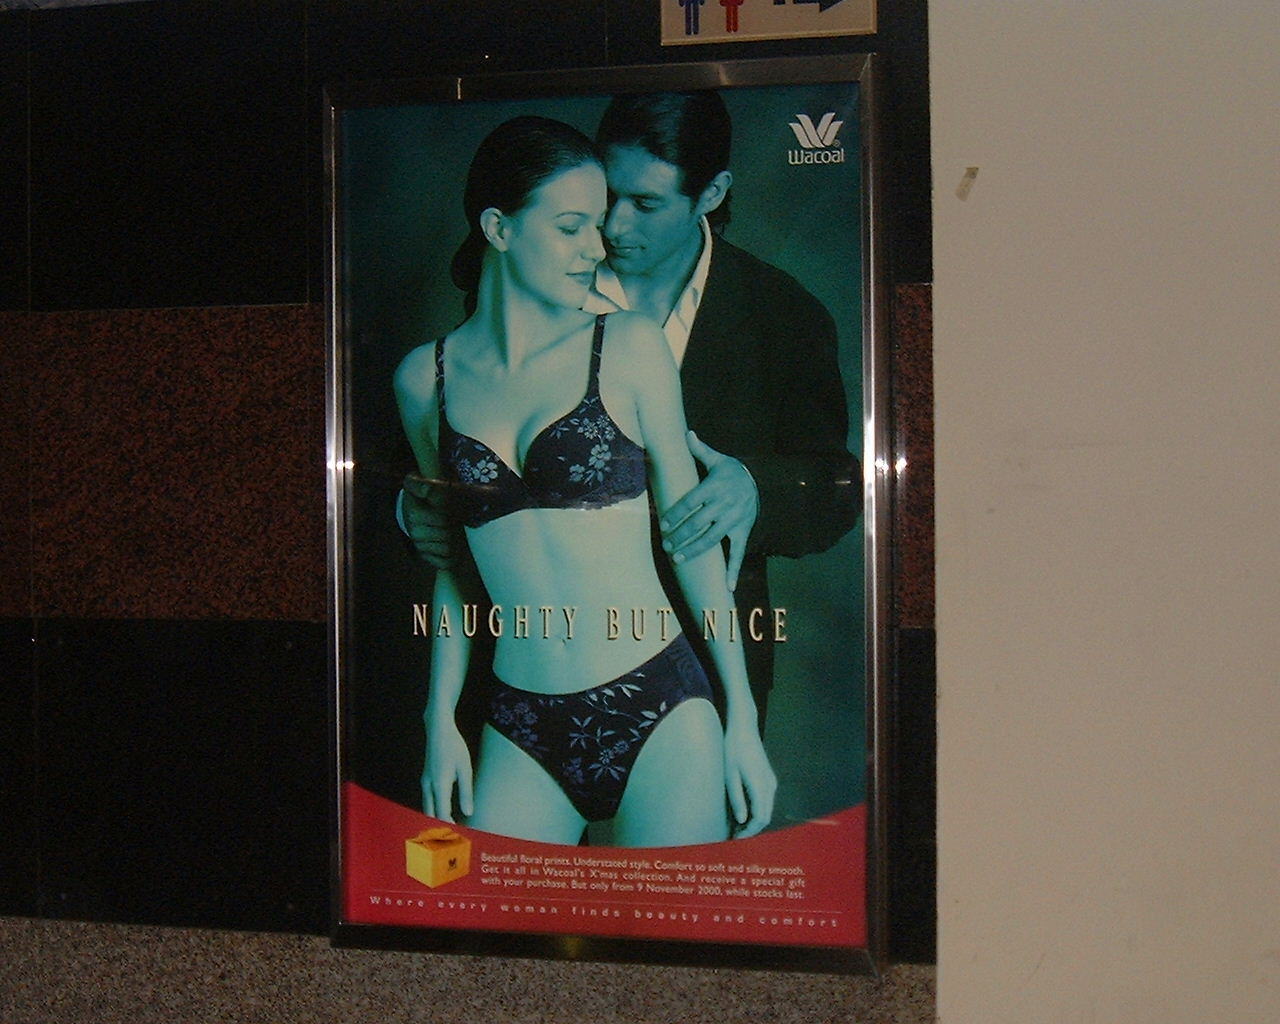 Wacoal
NAUGHTY BUT NICE
Beautiful floral prints. Understated style. Comfort so soft and silky smooth.
Get it all in Wacoal's X'mas collection. And receive a special gift
with your purchase. But only from 9 November 2000, while stocks last.
Where every woman finds beauty and comfort